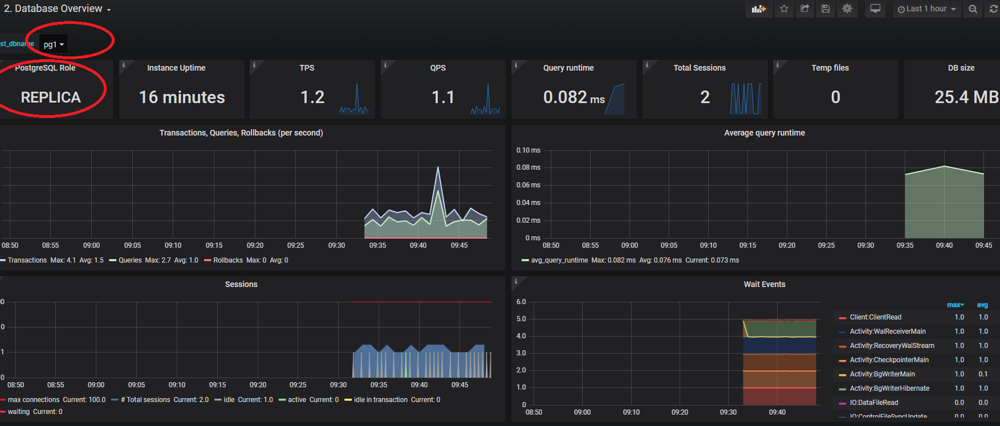 2. Database Overview
Last 1 hour
st_dbname pg1
PostgreSQL Role
REPLICA
Instance Uptime
16 minutes
TPS
1.2
QPS
1.1
Query runtime
0.082 ms
Total Sessions
2
Temp files
0
DB size
25.4 MB
Transactions, Queries, Rollbacks (per second)
08:50 08:55 09:00 09:05 09:10 09:15 09:20 09:25 09:30 09:35 09:40 09:45
Transactions Max: 4.1 Avg: 1.5 Queries Max: 2.7 Avg: 1.0 Rollbacks Max: 0 Avg: 0
Average query runtime
0.10 ms
0.08 ms
0.06 ms
0.04 ms
0.02 ms
0 ms
08:50 08:55 09:00 09:05 09:10 09:15 09:20 09:25 09:30 09:35 09:40 09:45
avg_query_runtime Max: 0.082 ms Avg: 0.076 ms Current: 0.073 ms
Sessions
0
0
1
0
08:50 08:55 09:00 09:05 09:10 09:15 09:20 09:25 09:30 09:35 09:40 09:45
max connections Current: 100.0 # Total sessions Current: 2.0 idle Current: 1.0 active Current: 0 idle in transaction Current: 0
waiting Current: 0
Wait Events
6.0
5.0
4.0
3.0
2.0
1.0
0
08:50 09:00 09:10 09:20 09:30 09:40
max avg
Client:ClientRead 1.0 1.0
Activity:WalReceiverMain 1.0 1.0
Activity:RecoveryWalStream 1.0 1.0
Activity:CheckpointerMain 1.0 1.0
Activity:BgWriterMain 1.0 0.1
Activity:BgWriterHibernate 1.0 1.0
IO:DataFileRead 0.0 0.0
IO:ControlFileSyncUpdate 0.0 0.0